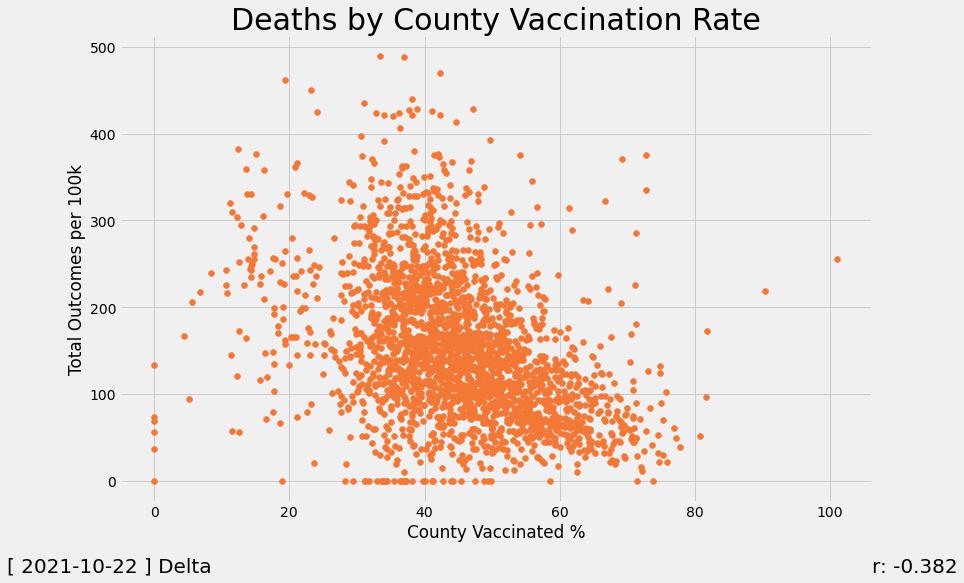 Deaths by County Vaccination Rate
Total Outcomes per 100k
500
400
300
200
100
0
0 20 40 60 80 100
County Vaccinated %
[ 2021-10-22 ] Delta
r: -0.382